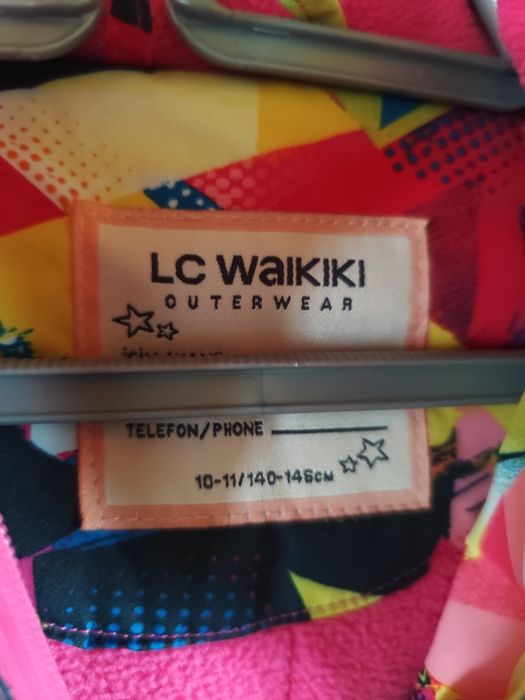 LC WAIKIKI
OUTERWEAR
TELEFON/PHONE
10-11/140-146CM